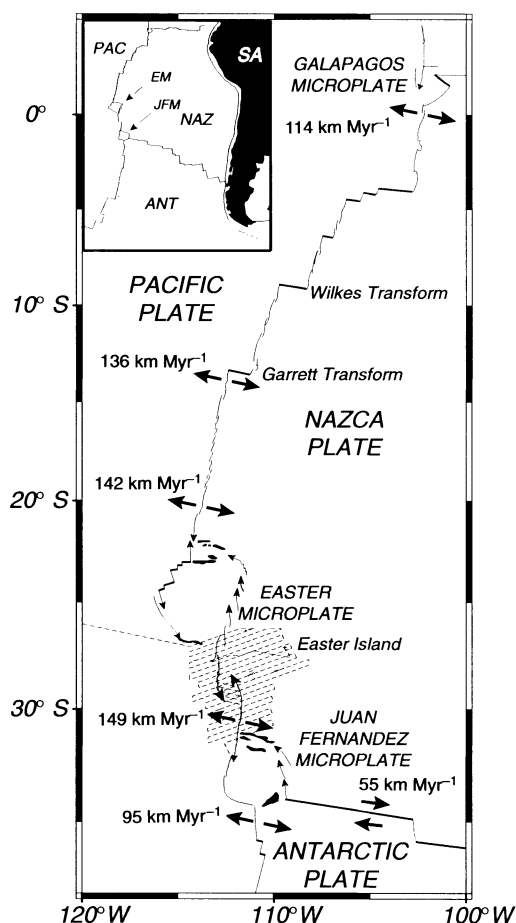 PAC
SA
EM
JFM
NAZ
ANT
GALAPAGOS
MICROPLATE
0°
114 km Myr⁻¹
PACIFIC
PLATE
10° S
Wilkes Transform
136 km Myr⁻¹
Garrett Transform
NAZCA
PLATE
142 km Myr⁻¹
20° S
EASTER
MICROPLATE
Easter Island
30° S
149 km Myr⁻¹
JUAN
FERNANDEZ
MICROPLATE
55 km Myr⁻¹
95 km Myr⁻¹
ANTARCTIC
PLATE
120°W
110°W
100°W